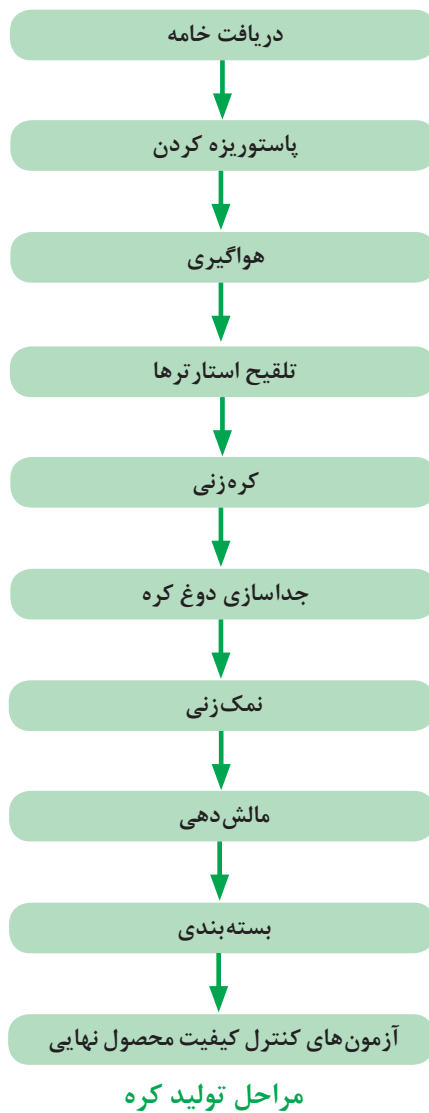 دریافت خامه
پاستوریزه کردن
هواگیری
تلقیح استارترها
کره‌زنی
جداسازی دوغ کره
نمک‌زنی
مالش‌دهی
بسته‌بندی
آزمون‌های کنترل کیفیت محصول نهایی
مراحل تولید کره